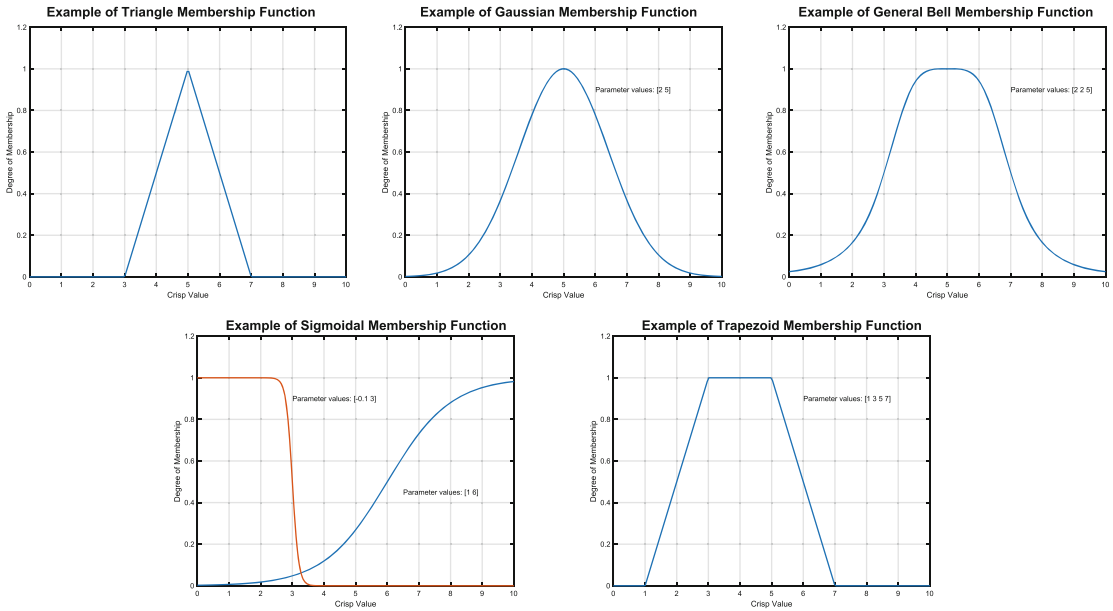 Example of Triangle Membership Function
1.2
1
0.8
0.6
0.4
0.2
0
Degree of Membership
0 1 2 3 4 5 6 7 8 9 10
Crisp Value
Example of Gaussian Membership Function
1.2
1
0.8
0.6
0.4
0.2
0
Degree of Membership
Parameter values: [2 5]
0 1 2 3 4 5 6 7 8 9 10
Crisp Value
Example of General Bell Membership Function
1.2
1
0.8
0.6
0.4
0.2
0
Degree of Membership
Parameter values: [2 2 5]
0 1 2 3 4 5 6 7 8 9 10
Crisp Value
Example of Sigmoidal Membership Function
1.2
1
0.8
0.6
0.4
0.2
0
Degree of Membership
Parameter values: [-0.1 3]
Parameter values: [1 6]
0 1 2 3 4 5 6 7 8 9 10
Crisp Value
Example of Trapezoid Membership Function
1.2
1
0.8
0.6
0.4
0.2
0
Degree of Membership
Parameter values: [1 3 5 7]
0 1 2 3 4 5 6 7 8 9 10
Crisp Value